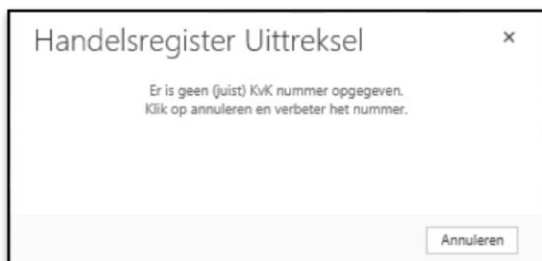 Handelsregister Uittreksel ×
Er is geen (juist) KvK nummer opgegeven.
Klik op annuleren en verbeter het nummer.
Annuleren